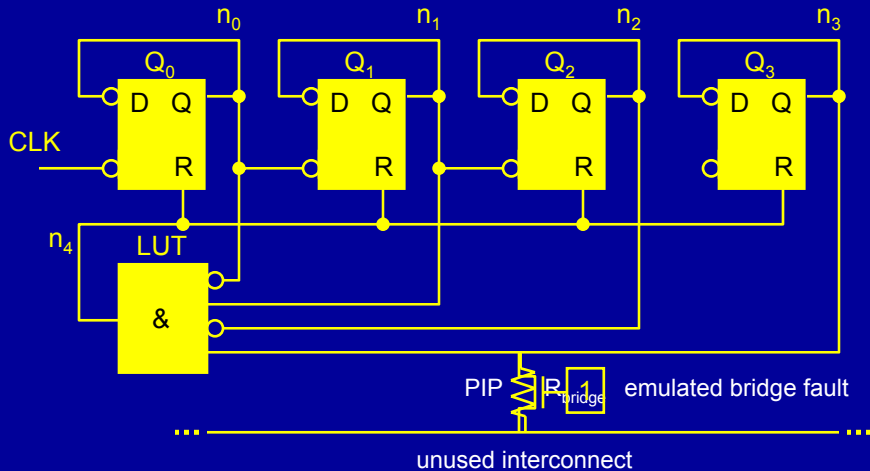 n0 n1 n2 n3
Q0 Q1 Q2 Q3
D Q D Q D Q D Q
CLK
R R R R
n4
LUT
&
PIP Rbridge 1 emulated bridge fault
unused interconnect